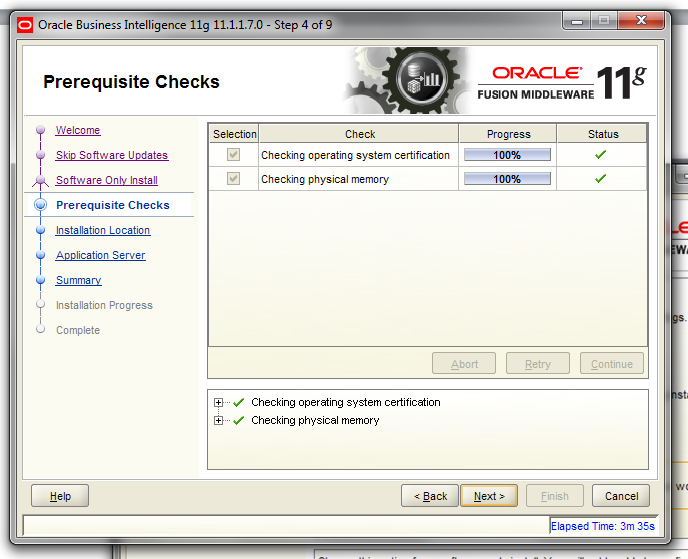 Oracle Business Intelligence 11g 11.1.1.7.0 - Step 4 of 9
Prerequisite Checks
ORACLE
FUSION MIDDLEWARE 11g
Welcome
Skip Software Updates
Software Only Install
Prerequisite Checks
Installation Location
Application Server
Summary
Installation Progress
Complete
Selection Check Progress Status
Checking operating system certification 100%
Checking physical memory 100%
Abort Retry Continue
Checking operating system certification
Checking physical memory
Help < Back Next > Finish Cancel
Elapsed Time: 3m 35s